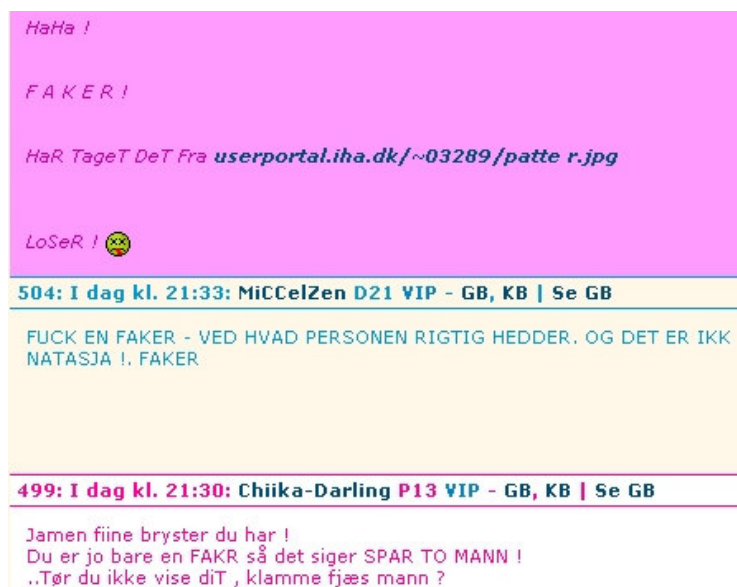 HaHa !
F A K E R !
HaR TageT DeT Fra userportal.iha.dk/~03289/patte r.jpg
LoSeR !
504: I dag kl. 21:33: MiCCelZen D21 VIP - GB, KB | Se GB
FUCK EN FAKER - VED HVAD PERSONEN RIGTIG HEDDER. OG DET ER IKK
NATASJA !. FAKER
499: I dag kl. 21:30: Chiika-Darling P13 VIP - GB, KB | Se GB
Jamen fiine bryster du har !
Du er jo bare en FAKR så det siger SPAR TO MANN !
..Tør du ikke vise diT , klamme fjæs mann ?